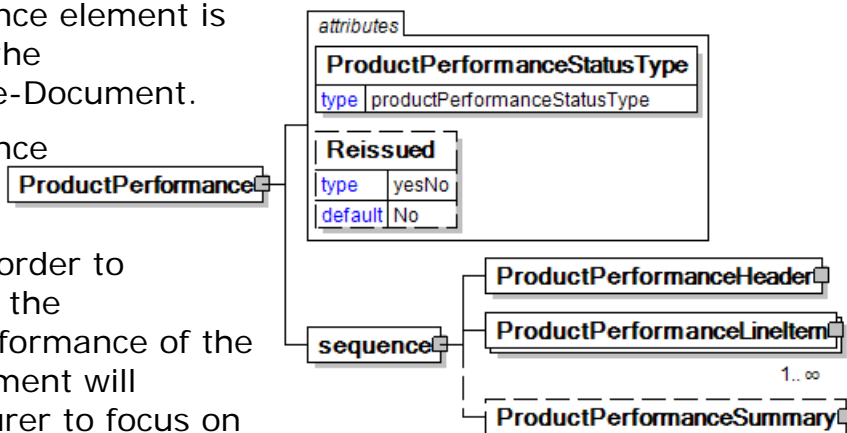 nce element is
the
e-Document.
nce
order to
the
formance of the
ment will
urer to focus on
attributes
ProductPerformanceStatusType
type productPerformanceStatusType
Reissued
type yesNo
default No
ProductPerformance
sequence
ProductPerformanceHeader
ProductPerformanceLineItem
1.. ∞
ProductPerformanceSummary